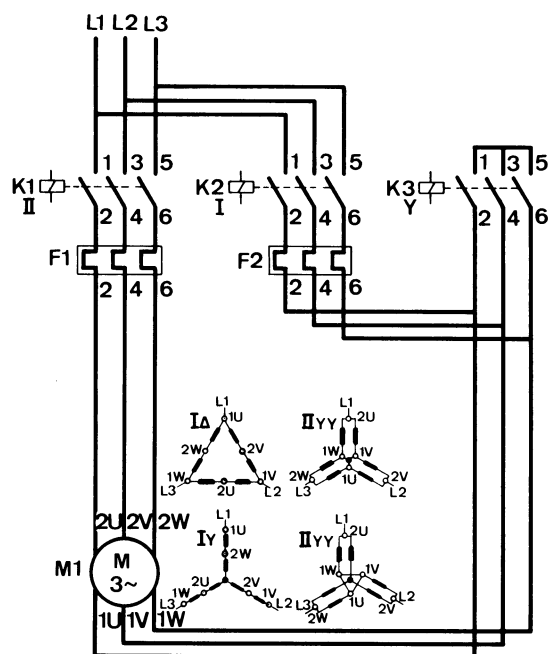 L1 L2 L3
1 3 5
1 3 5
1 3 5
K1
II
K2
I
K3
Y
2 4 6
2 4 6
2 4 6
F1
F2
2 4 6
2 4 6
I∆
L1
1U
2W
2V
1W
1V
L3
2U
L2
IIYY
L1
2U
1W
1V
2W
1U
2V
L3
L2
2U 2V 2W
M1
M
3~
1U 1V 1W
IY
L1
1U
2W
2U
2V
1W
1V
L3
L2
IIYY
L1
2U
1W
1V
L3
1U
L2
2W
2V